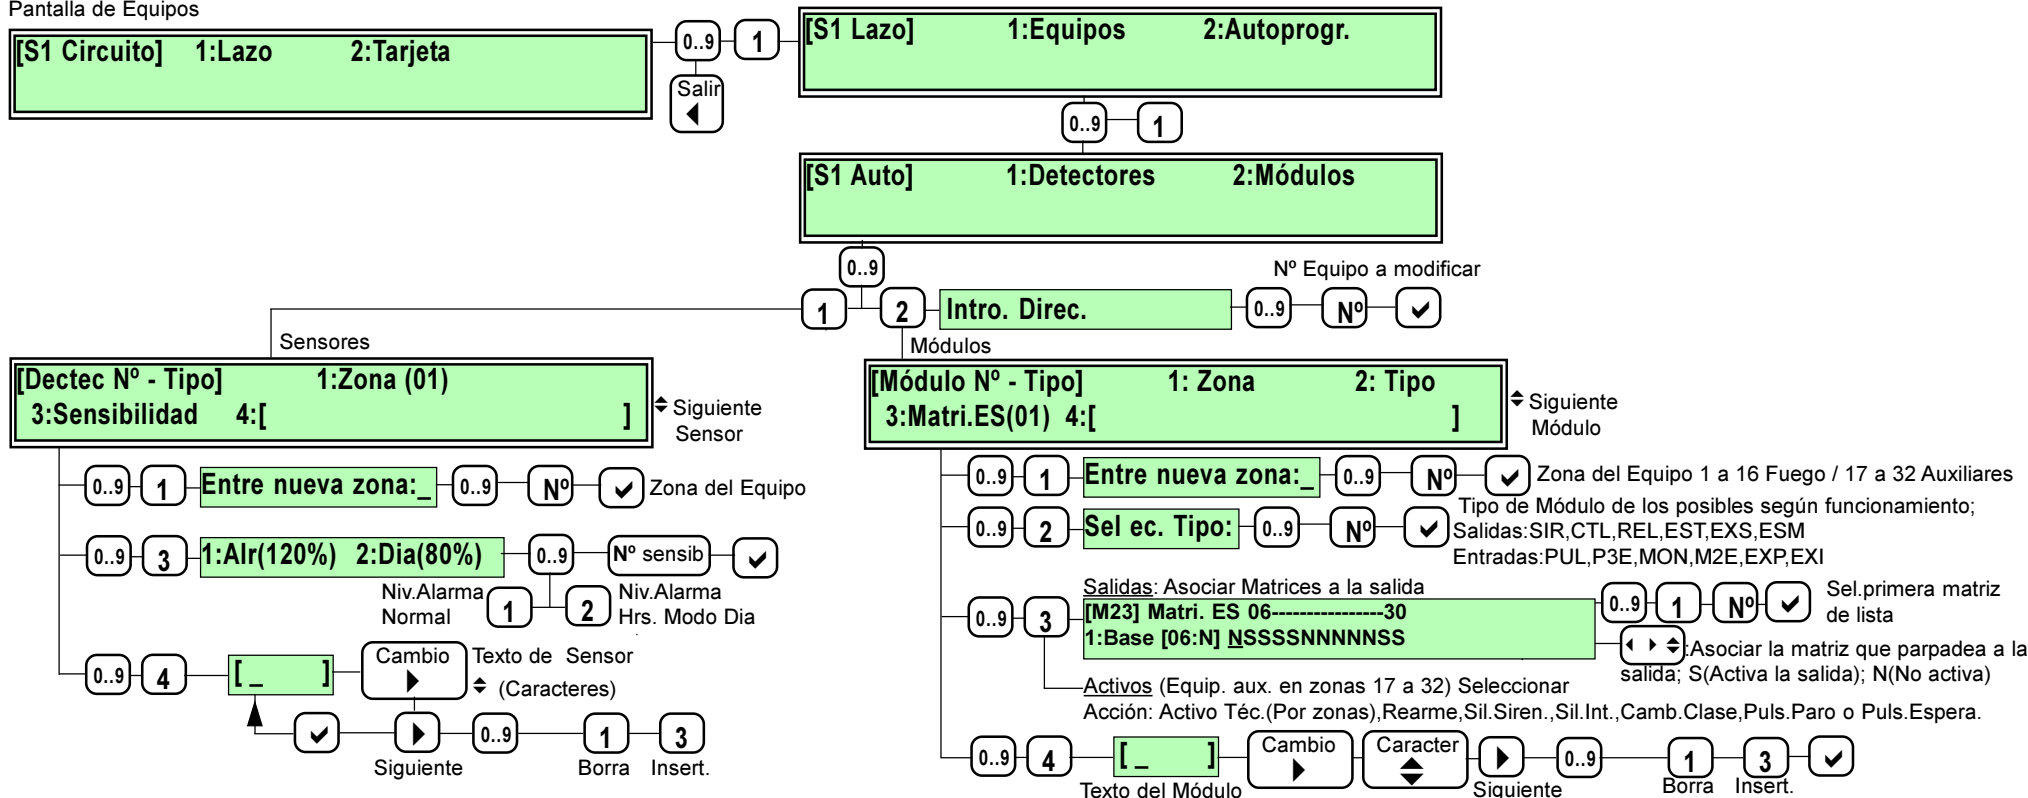 Pantalla de Equipos
[S1 Circuito] 1:Lazo 2:Tarjeta
0..9 1
Salir
[S1 Lazo] 1:Equipos 2:Autoprogr.
0..9 1
[S1 Auto] 1:Detectores 2:Módulos
0..9
Nº Equipo a modificar
1 2 Intro. Direc. 0..9 Nº
Sensores
[Dectec Nº - Tipo] 1:Zona (01)
3:Sensibilidad 4:[ ]
Siguiente
Sensor
0..9 1 Entre nueva zona:_ 0..9 Nº Zona del Equipo
0..9 3 1:Alr(120%) 2:Dia(80%) 0..9 Nº sensib
Niv.Alarma
Normal
1 2
Niv.Alarma
Hrs. Modo Dia
0..9 4 [ _ ] Cambio Texto de Sensor
(Caracteres)
0..9 1 3
Siguiente Borra Insert.
Módulos
[Módulo Nº - Tipo] 1: Zona 2: Tipo
3:Matri.ES(01) 4:[ ]
Siguiente
Módulo
0..9 1 Entre nueva zona:_ 0..9 Nº Zona del Equipo 1 a 16 Fuego / 17 a 32 Auxiliares
0..9 2 Sel ec. Tipo: 0..9 Nº
Tipo de Módulo de los posibles según funcionamiento;
Salidas:SIR,CTL,REL,EST,EXS,ESM
Entradas:PUL,P3E,MON,M2E,EXP,EXI
Salidas: Asociar Matrices a la salida
0..9 3
[M23] Matri. ES 06----------------30
1:Base [06:N] NSSSSNNNNNSS
0..9 1 Nº
Sel.primera matriz
de lista
:Asociar la matriz que parpadea a la
salida; S(Activa la salida); N(No activa)
Activos (Equip. aux. en zonas 17 a 32) Seleccionar
Acción: Activo Téc.(Por zonas),Rearme,Sil.Siren.,Sil.Int.,Camb.Clase,Puls.Paro o Puls.Espera.
0..9 4 [ _ ] Cambio Caracter 0..9 1 3
Texto del Módulo Siguiente Borra Insert.